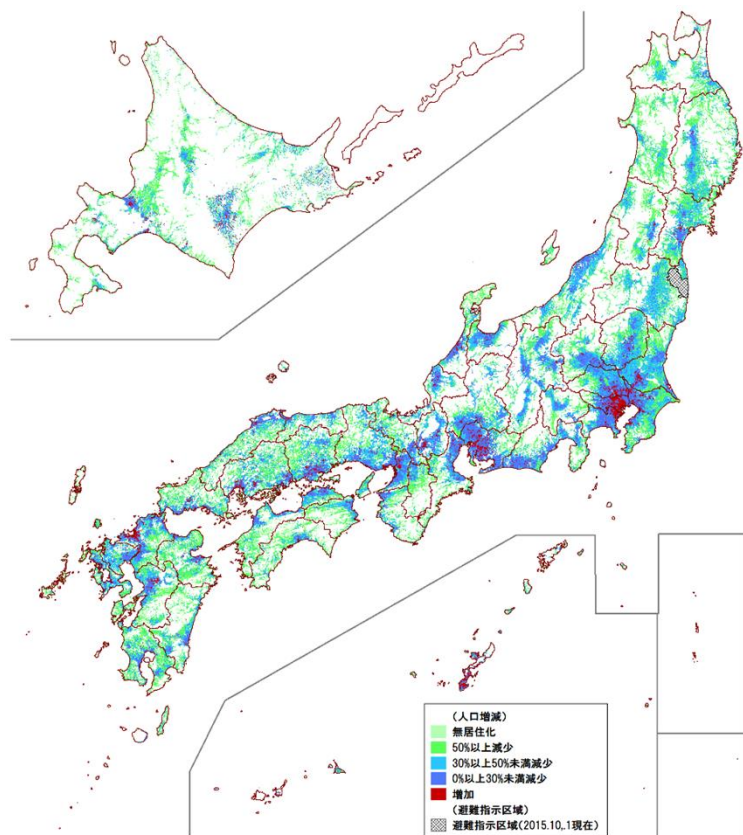 (人口増減)
無居住化
50%以上減少
30%以上50%未満減少
0%以上30%未満減少
増加
(避難指示区域)
避難指示区域(2015.10,.1現在)